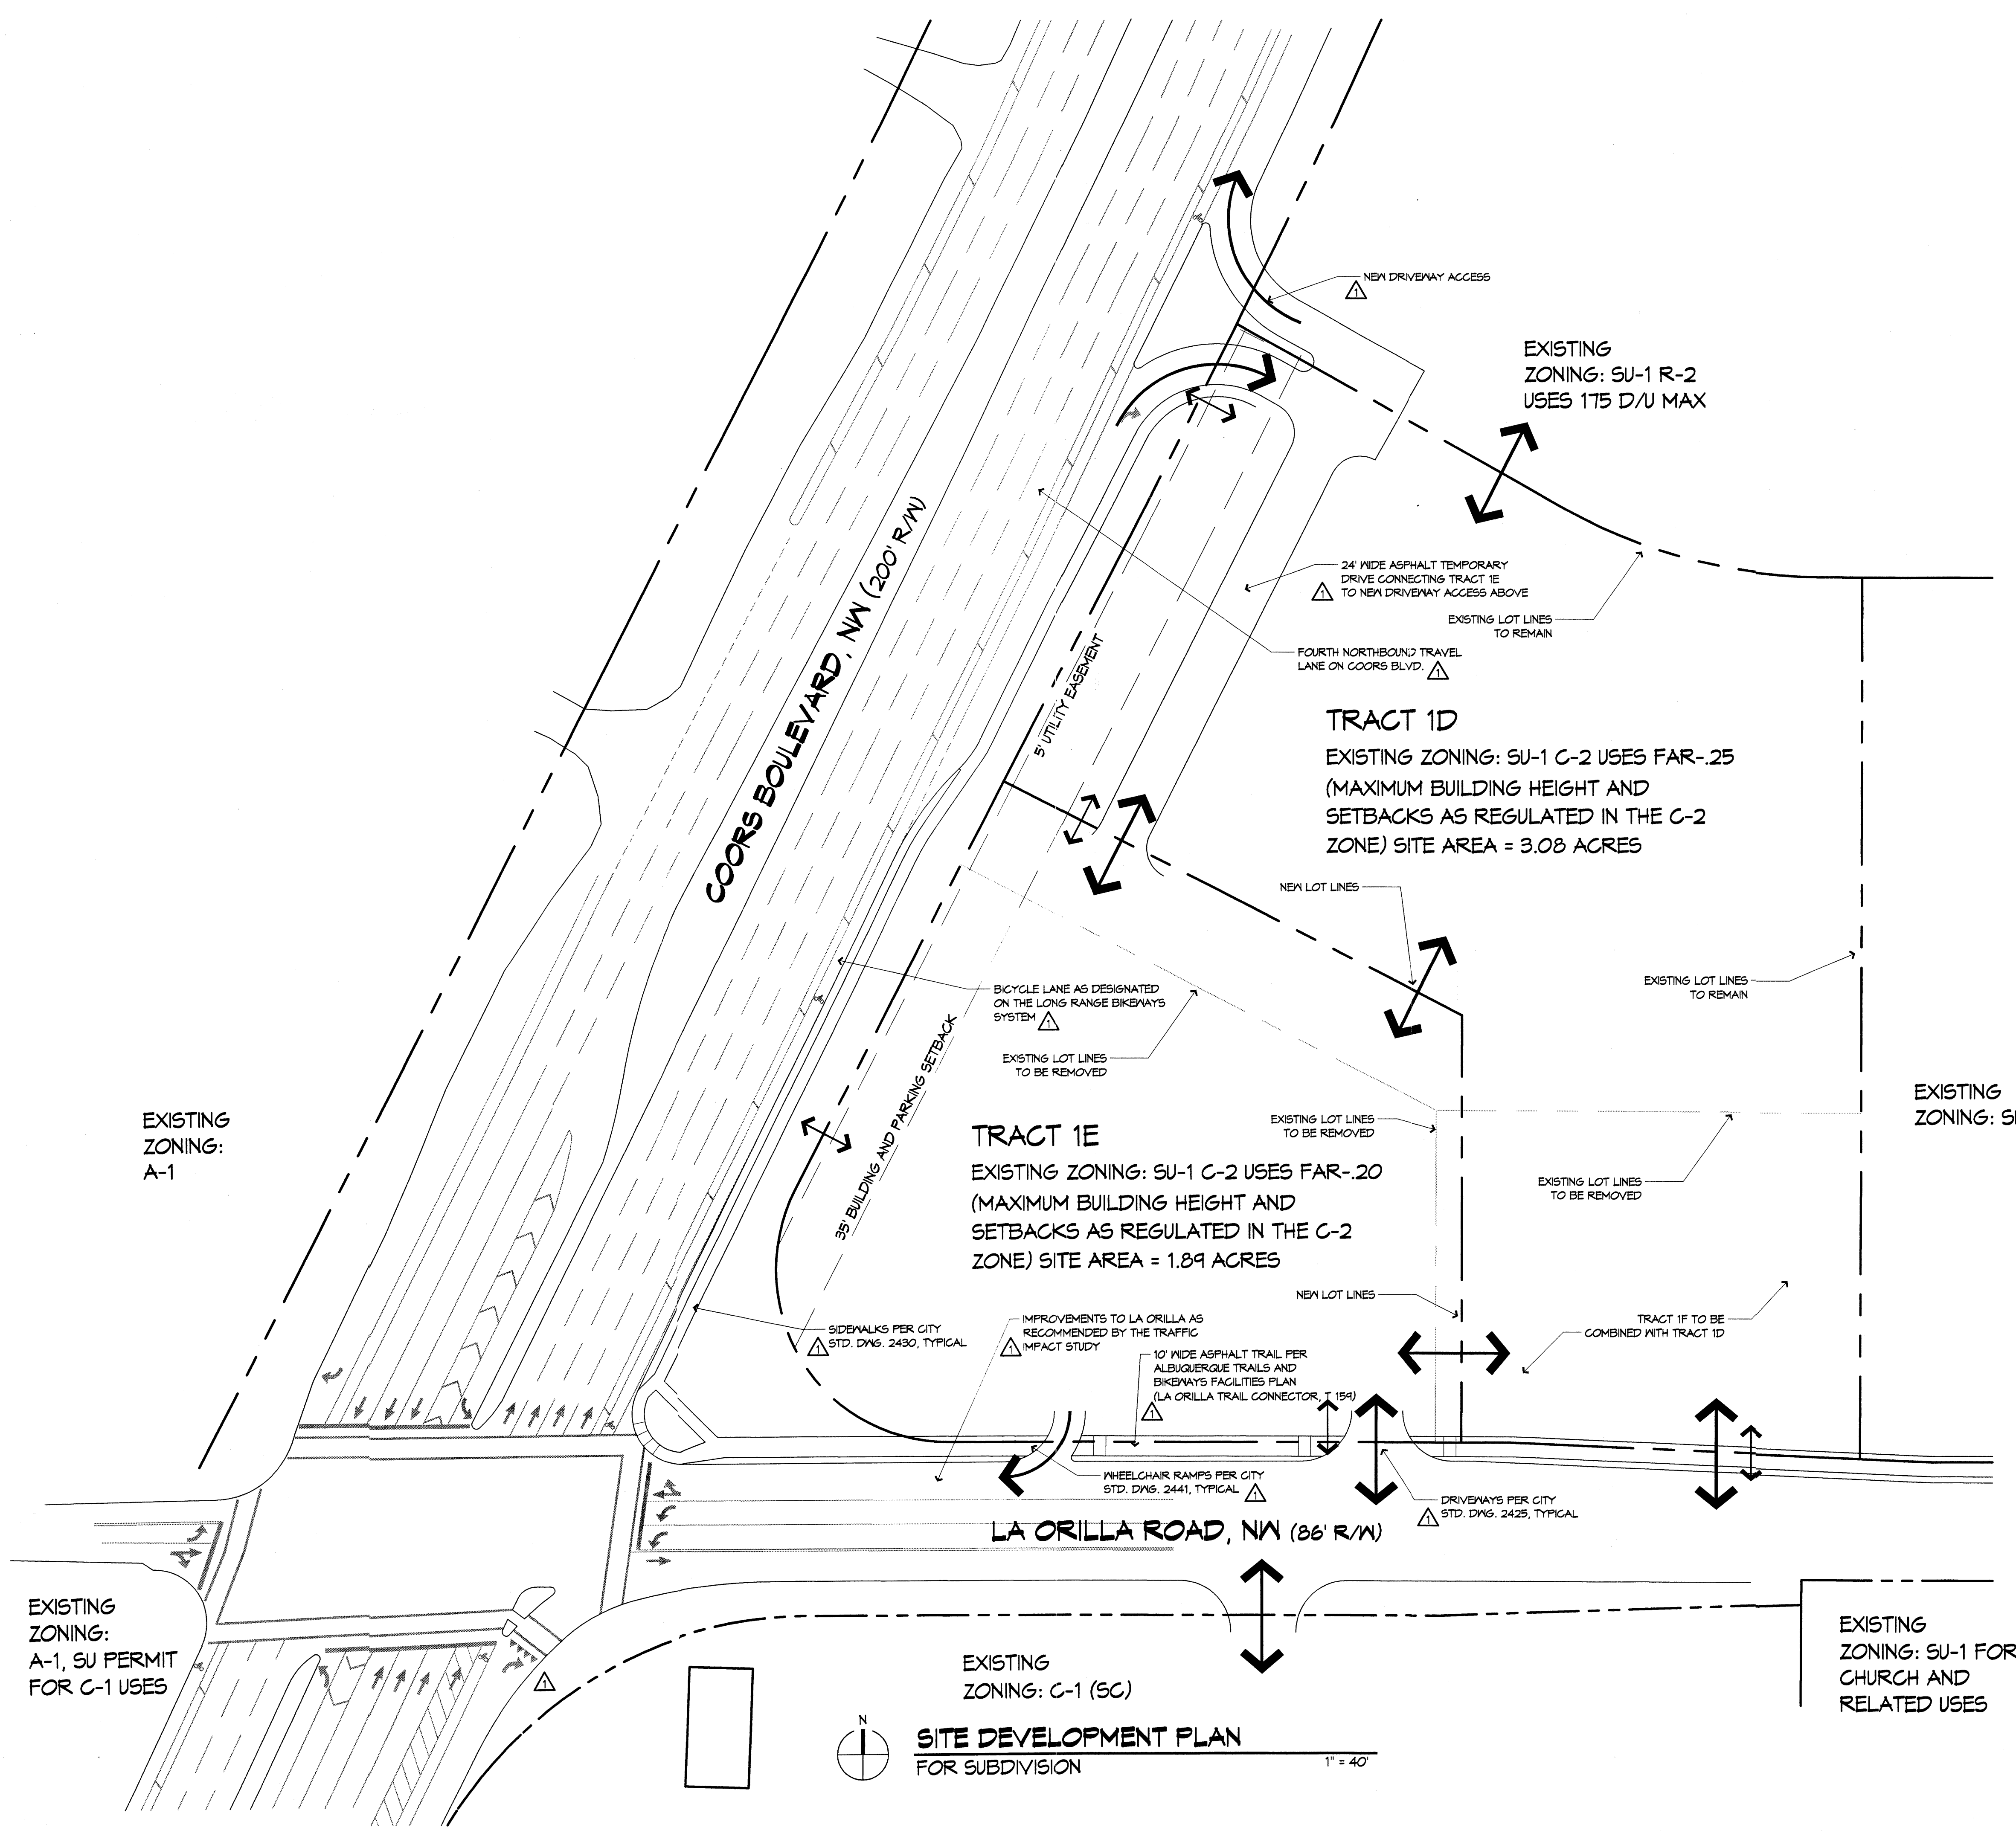 NEW DRIVEWAY ACCESS
1
EXISTING
ZONING: SU-1 R-2
USES 175 D/U MAX
COORS BOULEVARD, NW (200' R/W)
24' WIDE ASPHALT TEMPORARY
DRIVE CONNECTING TRACT 1E
1 TO NEW DRIVEWAY ACCESS ABOVE
EXISTING LOT LINES
TO REMAIN
5' UTILITY EASEMENT
FOURTH NORTHBOUND TRAVEL
LANE ON COORS BLVD. 1
TRACT 1D
EXISTING ZONING: SU-1 C-2 USES FAR-.25
(MAXIMUM BUILDING HEIGHT AND
SETBACKS AS REGULATED IN THE C-2
ZONE) SITE AREA = 3.08 ACRES
NEW LOT LINES
EXISTING LOT LINES
TO REMAIN
BICYCLE LANE AS DESIGNATED
ON THE LONG RANGE BIKEWAYS
SYSTEM 1
EXISTING LOT LINES
TO BE REMOVED
35' BUILDING AND PARKING SETBACK
EXISTING
ZONING:
A-1
EXISTING
ZONING:
TRACT 1E
EXISTING ZONING: SU-1 C-2 USES FAR-.20
(MAXIMUM BUILDING HEIGHT AND
SETBACKS AS REGULATED IN THE C-2
ZONE) SITE AREA = 1.89 ACRES
EXISTING LOT LINES
TO BE REMOVED
EXISTING LOT LINES
TO BE REMOVED
NEW LOT LINES
TRACT 1F TO BE
COMBINED WITH TRACT 1D
SIDEWALKS PER CITY
1 STD. DWG. 2430, TYPICAL
IMPROVEMENTS TO LA ORILLA AS
RECOMMENDED BY THE TRAFFIC
1 IMPACT STUDY
10' WIDE ASPHALT TRAIL PER
ALBUQUERQUE TRAILS AND
BIKEWAYS FACILITIES PLAN
(LA ORILLA TRAIL CONNECTOR, T 159)
1
WHEELCHAIR RAMPS PER CITY
STD. DWG. 2441, TYPICAL 1
DRIVEWAYS PER CITY
1 STD. DWG. 2425, TYPICAL
LA ORILLA ROAD, NW (86' R/W)
EXISTING
ZONING:
A-1, SU PERMIT
FOR C-1 USES
1
EXISTING
ZONING: C-1 (SC)
EXISTING
ZONING: SU-1 FOR
CHURCH AND
RELATED USES
N
SITE DEVELOPMENT PLAN
FOR SUBDIVISION
1" = 40'